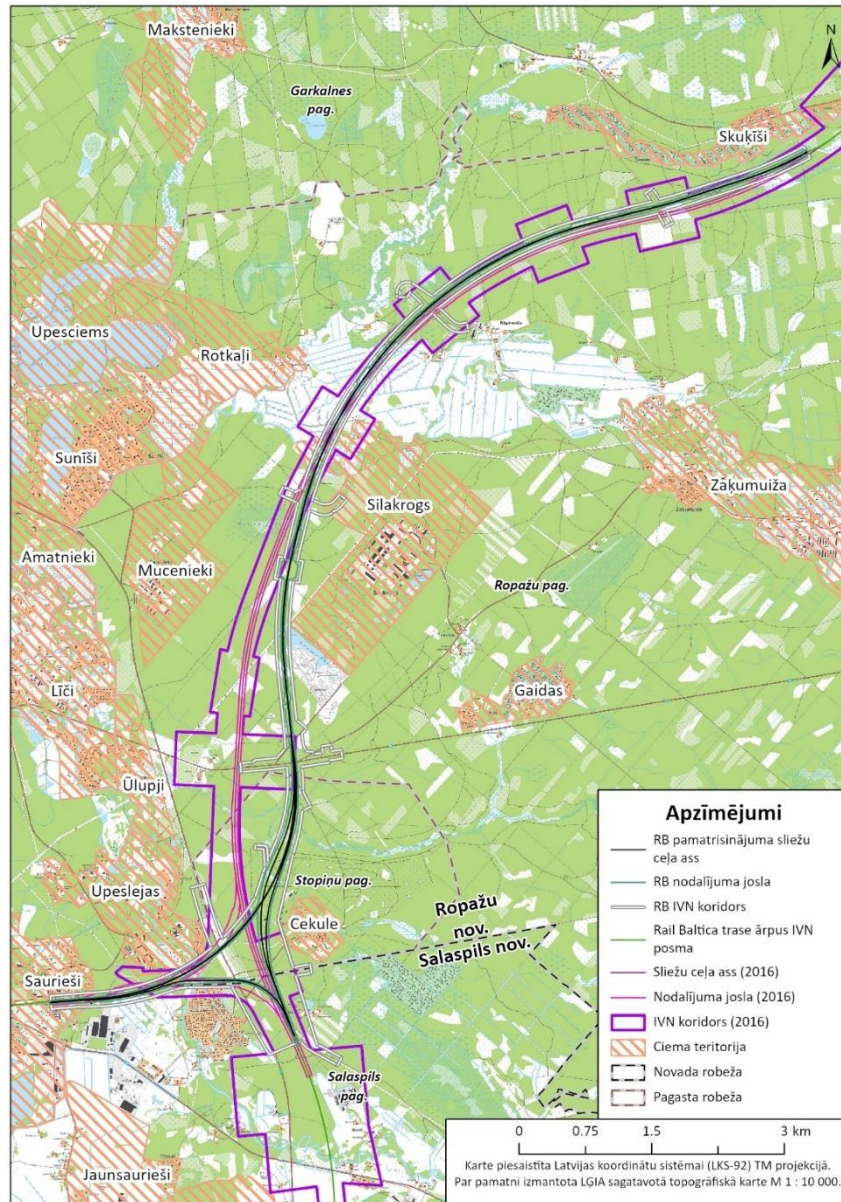 Makstenieki
N
Garkalnes
pag.
Skuķīši
Upesciems
Rotkaļi
Sunīši
Zaķumuiža
Silakrogs
Amatnieki
Mucenieki
Ropažu pag.
Līči
Gaidas
Ūlupji
Upeslejas
Stopiņu pag.
Cekule
Ropažu
nov.
Salaspils nov.
Saurieši
Salaspils
pag.
Jaunsaurieši
Apzīmējumi
RB pamatrisinājuma sliežu
ceļa ass
RB nodalījuma josla
RB IVN koridors
Rail Baltica trase ārpus IVN
posma
Sliežu ceļa ass (2016)
Nodalījuma josla (2016)
IVN koridors (2016)
Ciema teritorija
Novada robeža
Pagasta robeža
0 0.75 1.5 3 km
Karte piesaistīta Latvijas koordinātu sistēmai (LKS-92) TM projekcijā.
Par pamatni izmantota LĢIA sagatavotā topogrāfiskā karte M 1 : 10 000.